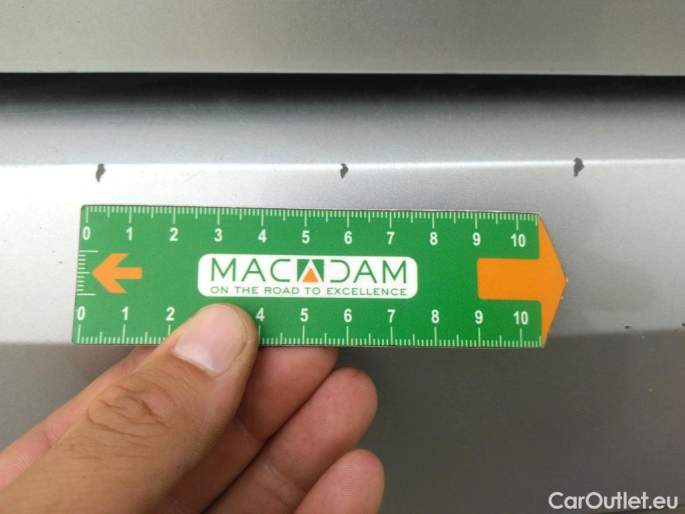 0 1 2 3 4 5 6 7 8 9 10
MACADAM
ON THE ROAD TO EXCELLENCE
0 1 2 4 5 6 7 8 9 10
CarOutlet.eu